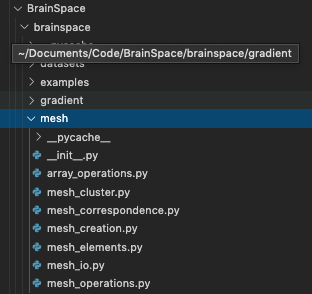 BrainSpace
brainspace
~/Documents/Code/BrainSpace/brainspace/gradient
datasets
examples
gradient
mesh
__pycache__
__init__.py
array_operations.py
mesh_cluster.py
mesh_correspondence.py
mesh_creation.py
mesh_elements.py
mesh_io.py
mesh_operations.py